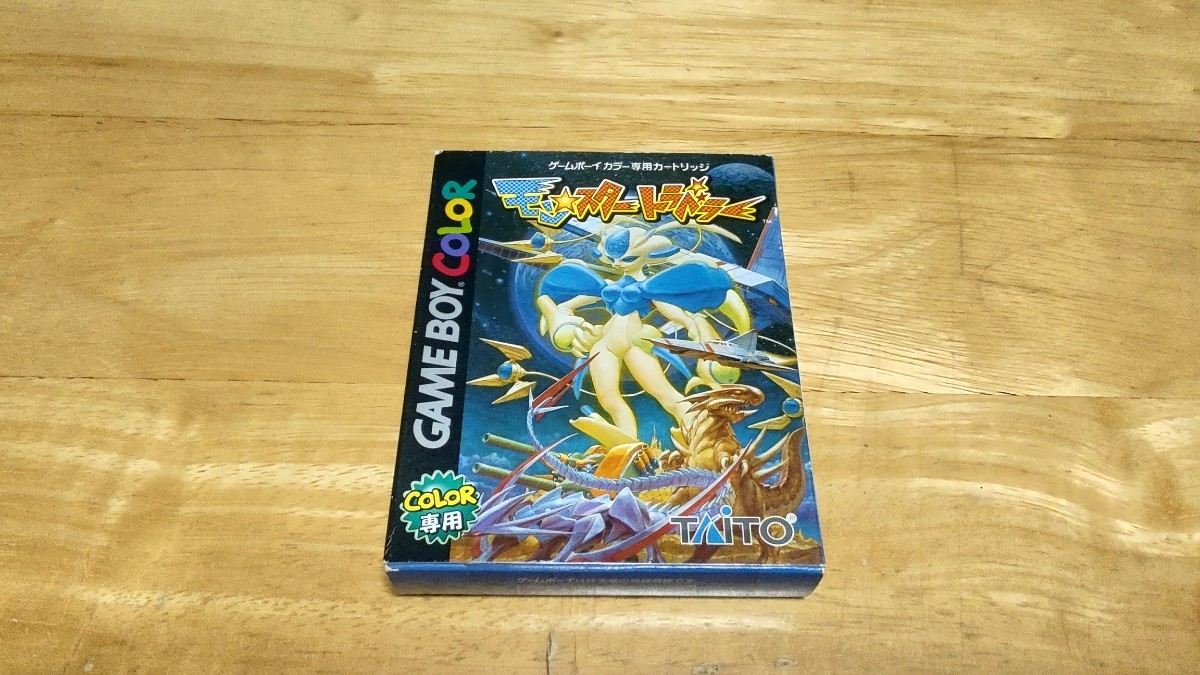 ゲームボーイカラー専用カートリッジ
モン☆スタートラベラー
™
GAME BOY® COLOR
COLOR
専用
TAITO®